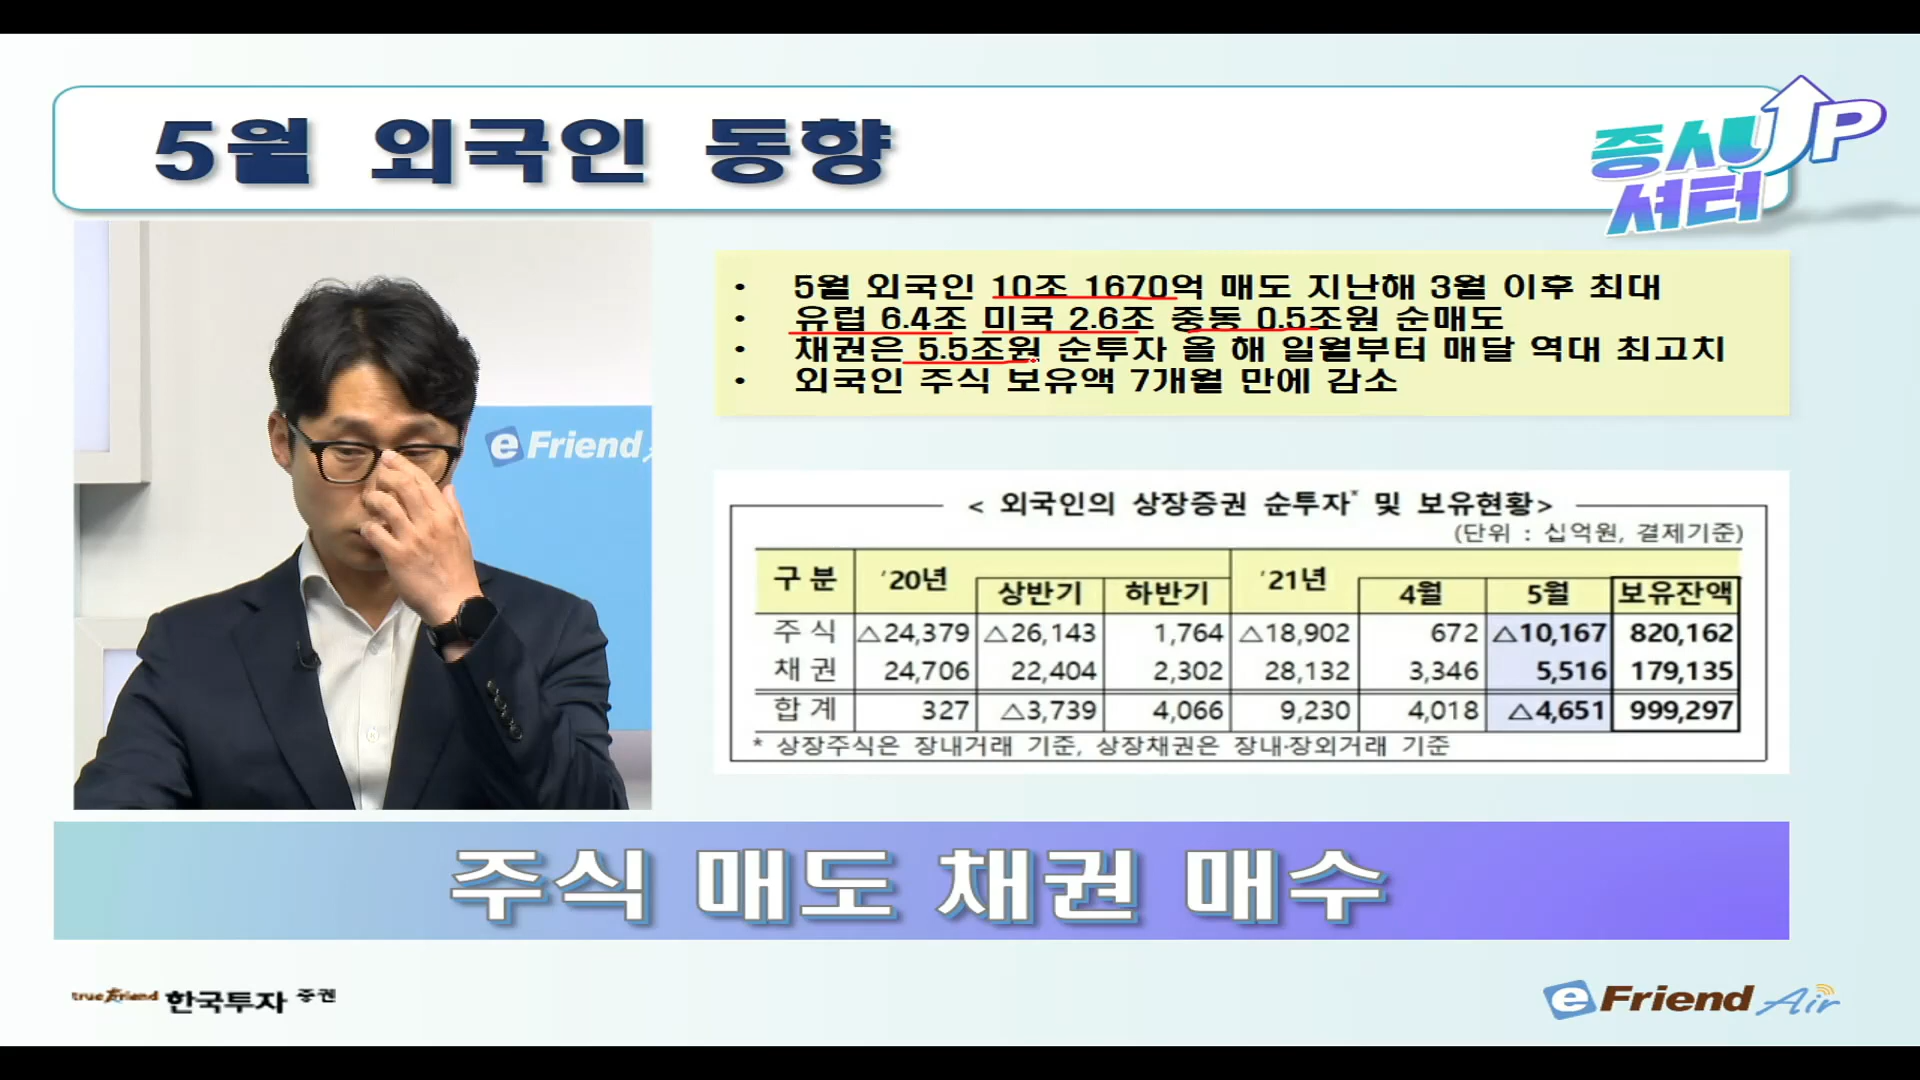 5월 외국인 동향
증시 UP
셔터
• 5월 외국인 10조 1670억 매도 지난해 3월 이후 최대
• 유럽 6.4조 미국 2.6조 중동 0.5조원 순매도
• 채권은 5.5조원 순투자 올 해 일월부터 매달 역대 최고치
• 외국인 주식 보유액 7개월 만에 감소
e Friend
< 외국인의 상장증권 순투자* 및 보유현황>
(단위 : 십억원, 결제기준)
구 분 '20년 상반기 하반기 '21년 4월 5월 보유잔액
주 식 △24,379 △26,143 1,764 △18,902 672 △10,167 820,162
채 권 24,706 22,404 2,302 28,132 3,346 5,516 179,135
합 계 327 △3,739 4,066 9,230 4,018 △4,651 999,297
* 상장주식은 장내거래 기준, 상장채권은 장내·장외거래 기준
주식 매도 채권 매수
true Friend 한국투자 증권
e Friend Air